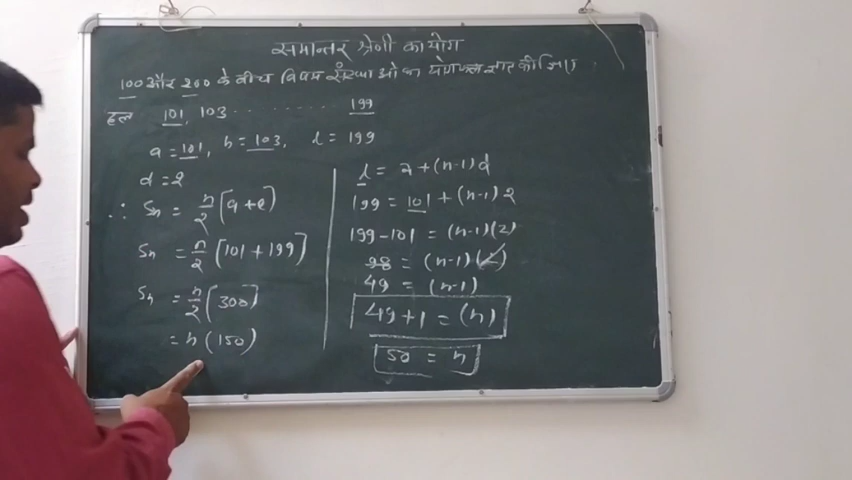 समान्तर श्रेणी का योग
100 और 200 के बीच विषम संख्याओं का योगफल ज्ञात कीजिए
हल 101, 103 .......... 199
a = 101, b = 103, l = 199
d = 2
∴ Sn = n/2 [a + l]
Sn = n/2 [101 + 199]
Sn = n/2 [300]
= n (150)
l = a + (n-1) d
199 = 101 + (n-1) 2
199 - 101 = (n-1) (2)
98 = (n-1) (2)
49 = (n-1)
49 + 1 = (n)
50 = n